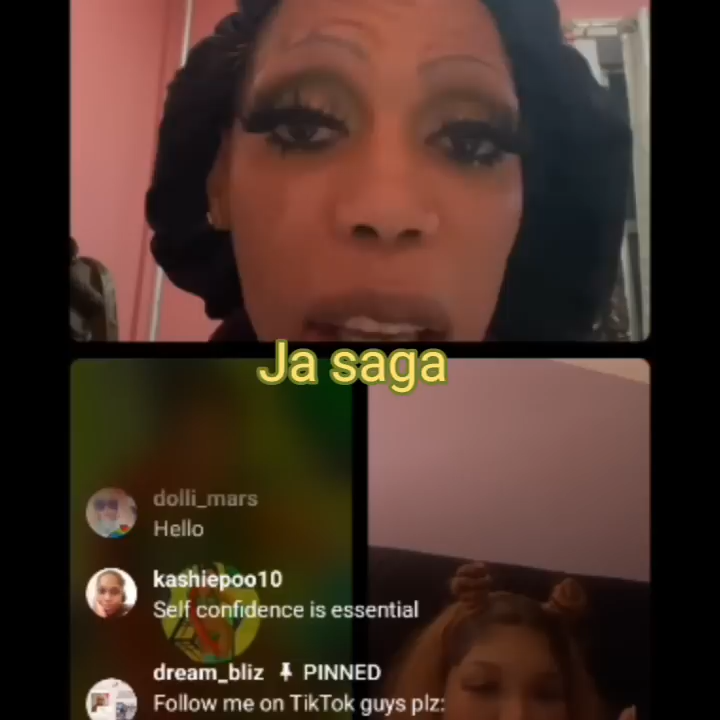 Ja saga
dolli_mars
Hello
kashiepoo10
Self confidence is essential
dream_bliz PINNED
Follow me on TikTok guys plz: